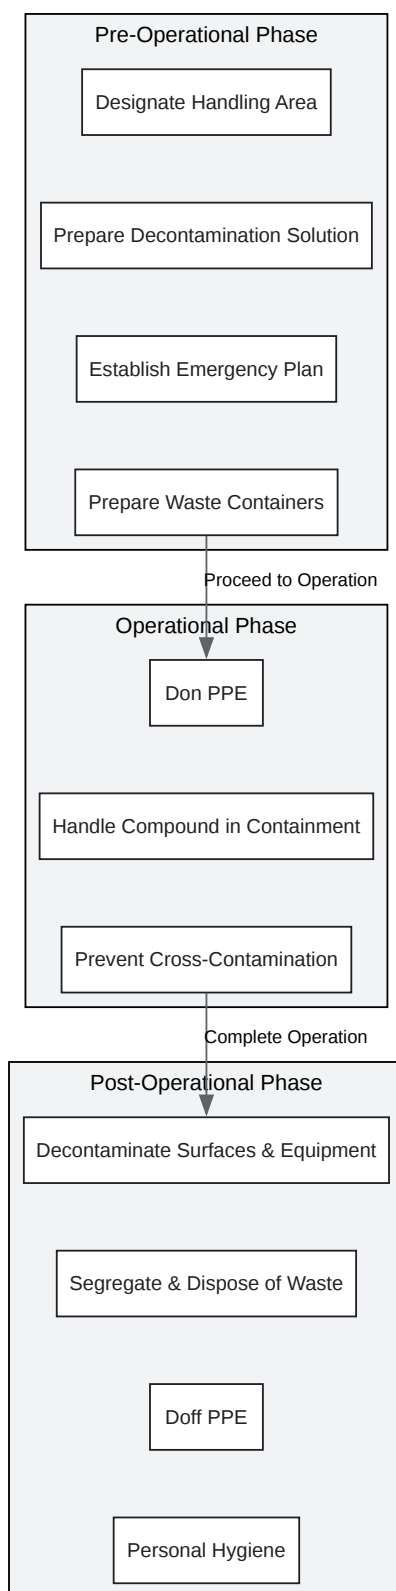 Pre-Operational Phase
Designate Handling Area
Prepare Decontamination Solution
Establish Emergency Plan
Prepare Waste Containers
Proceed to Operation
Operational Phase
Don PPE
Handle Compound in Containment
Prevent Cross-Contamination
Complete Operation
Post-Operational Phase
Decontaminate Surfaces & Equipment
Segregate & Dispose of Waste
Doff PPE
Personal Hygiene